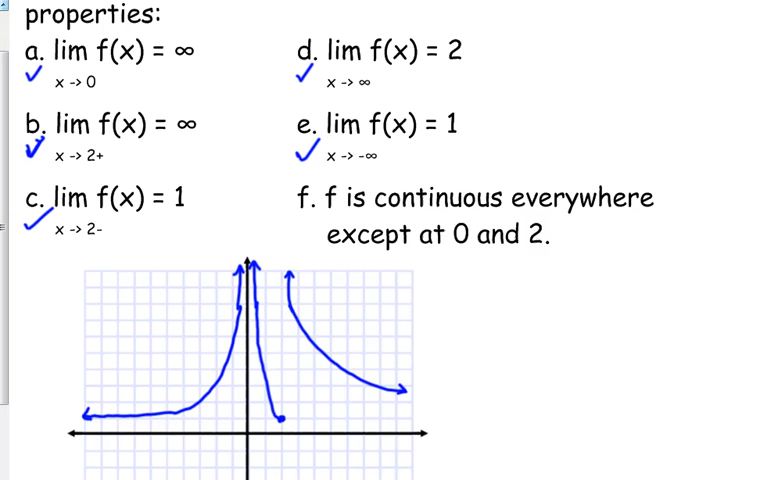 properties:
a. lim f(x) = ∞
x -> 0
b. lim f(x) = ∞
x -> 2+
c. lim f(x) = 1
x -> 2-
d. lim f(x) = 2
x -> ∞
e. lim f(x) = 1
x -> -∞
f. f is continuous everywhere
except at 0 and 2.